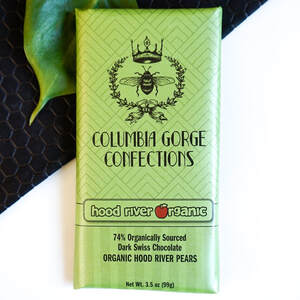 COLUMBIA GORGE
CONFECTIONS
hood river organic
74% Organically Sourced
Dark Swiss Chocolate
ORGANIC HOOD RIVER PEARS
Net Wt. 3.5 oz (99g)